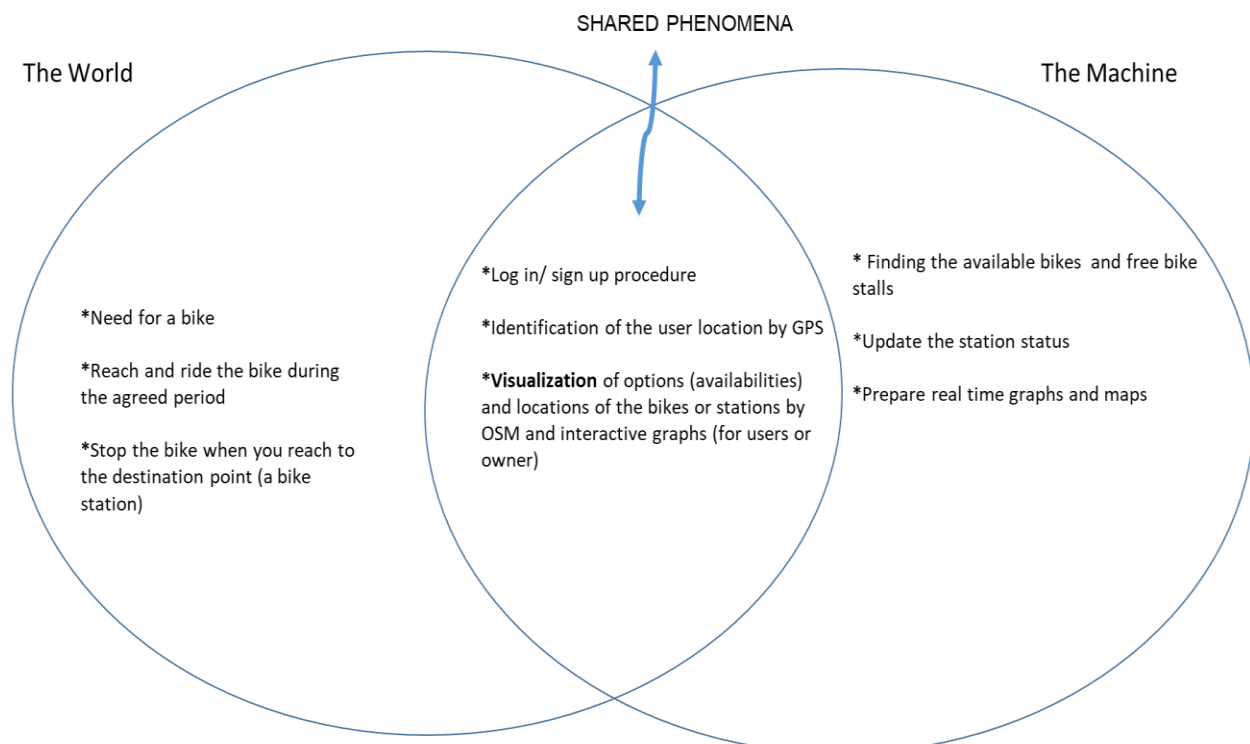 SHARED PHENOMENA
The World
The Machine
*Need for a bike
*Reach and ride the bike during
the agreed period
*Stop the bike when you reach to
the destination point (a bike
station)
*Log in/ sign up procedure
*Identification of the user location by GPS
*Visualization of options (availabilities)
and locations of the bikes or stations by
OSM and interactive graphs (for users or
owner)
* Finding the available bikes and free bike
stalls
*Update the station status
*Prepare real time graphs and maps